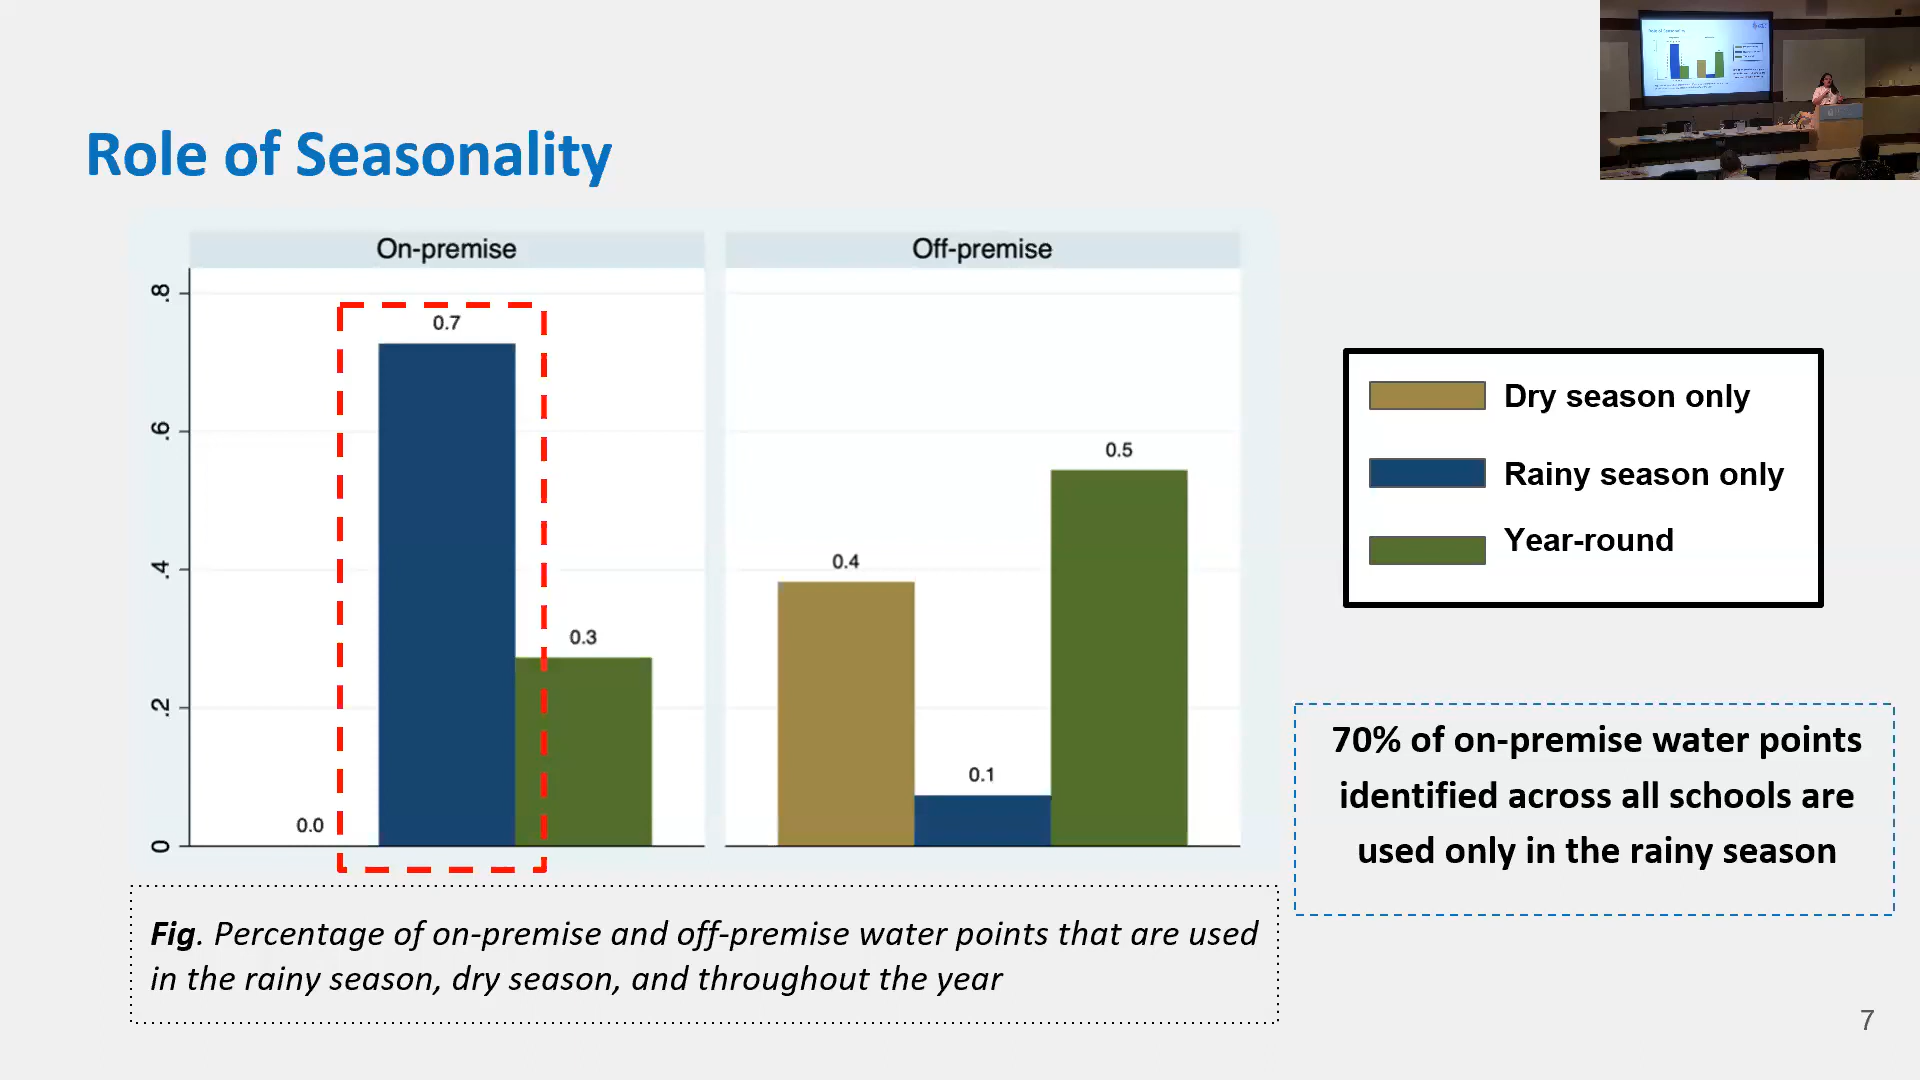 Role of Seasonality
On-premise
Off-premise
.8
.6
.4
.2
0
0.0
0.7
0.3
0.4
0.1
0.5
Dry season only
Rainy season only
Year-round
70% of on-premise water points
identified across all schools are
used only in the rainy season
Fig. Percentage of on-premise and off-premise water points that are used
in the rainy season, dry season, and throughout the year
7
Role of Seasonality